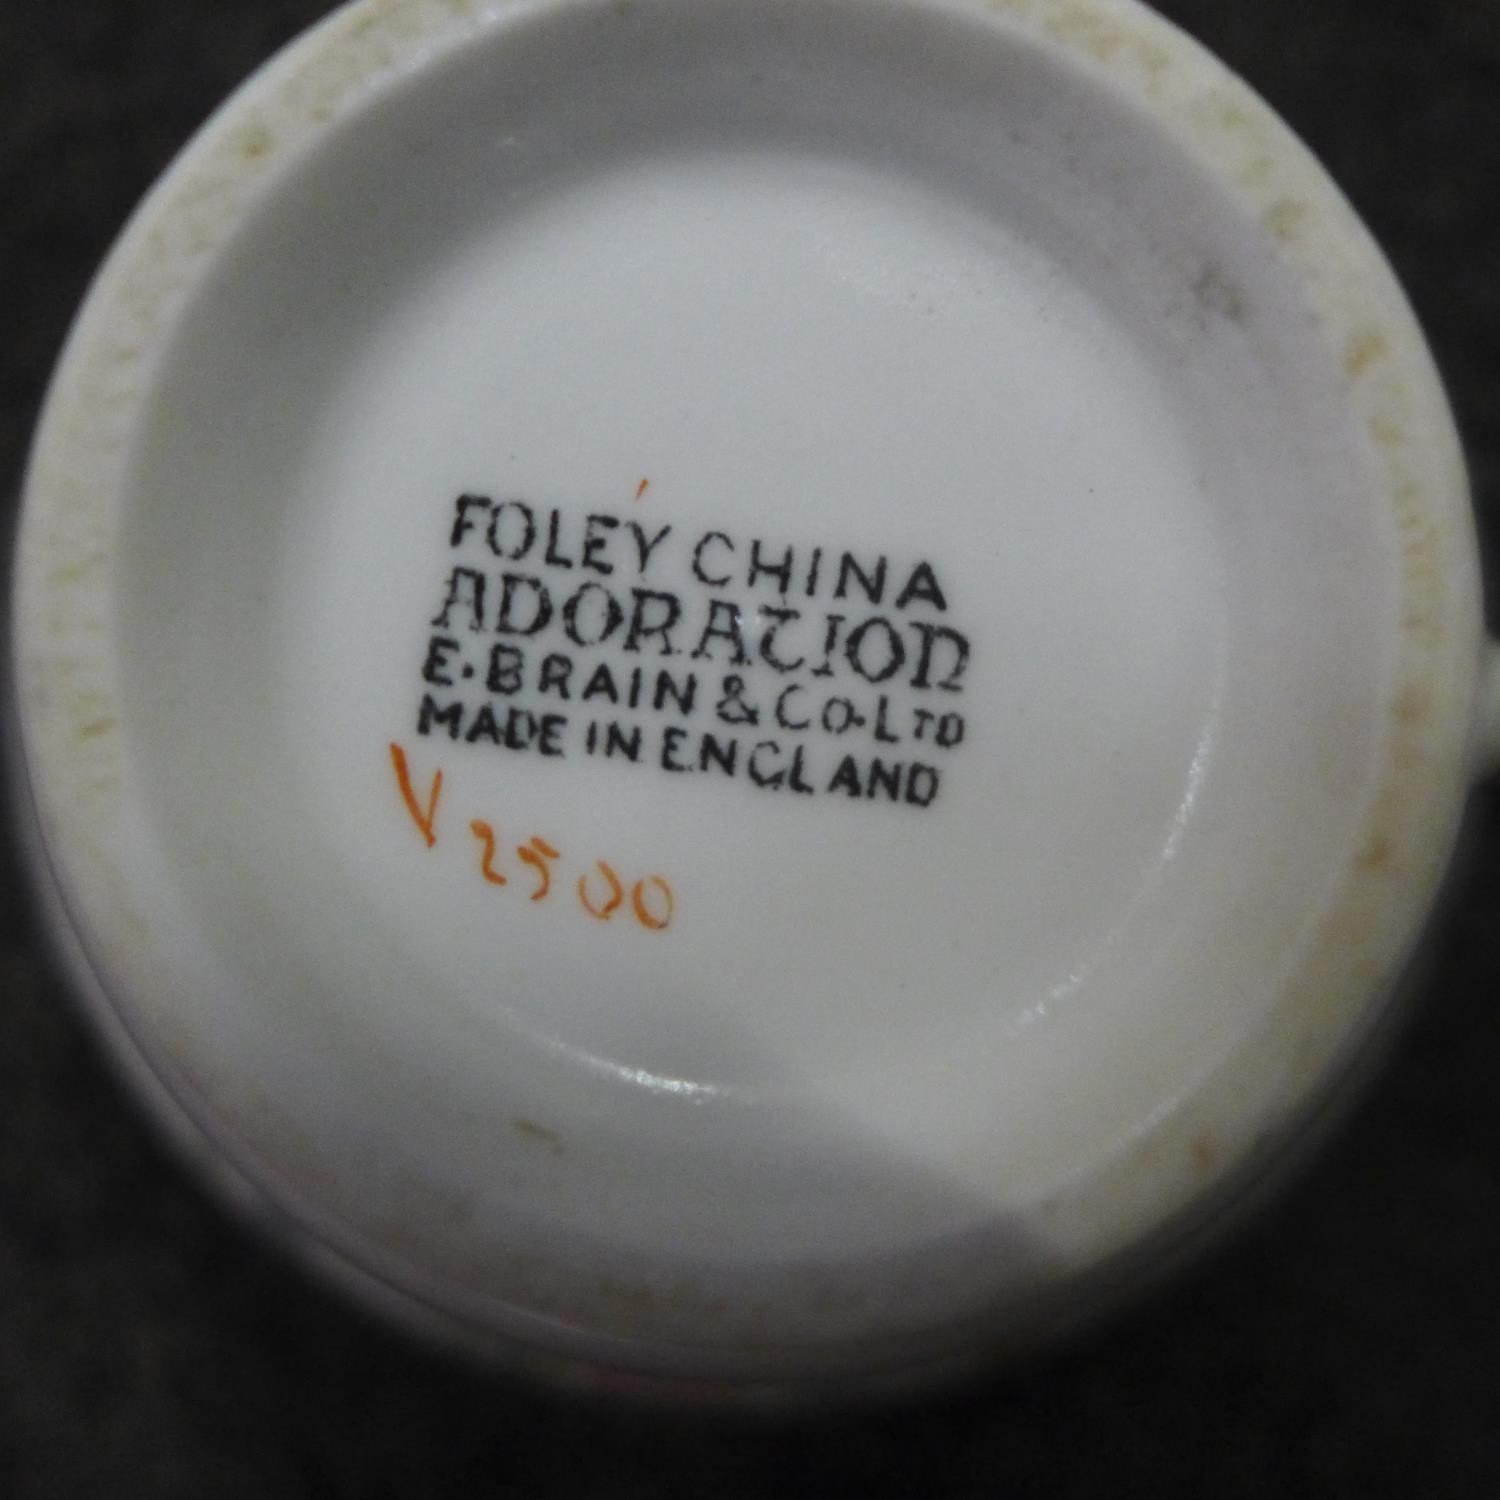 FOLEY CHINA
ADORATION
E. BRAIN & CO. LTD
MADE IN ENGLAND
V2500